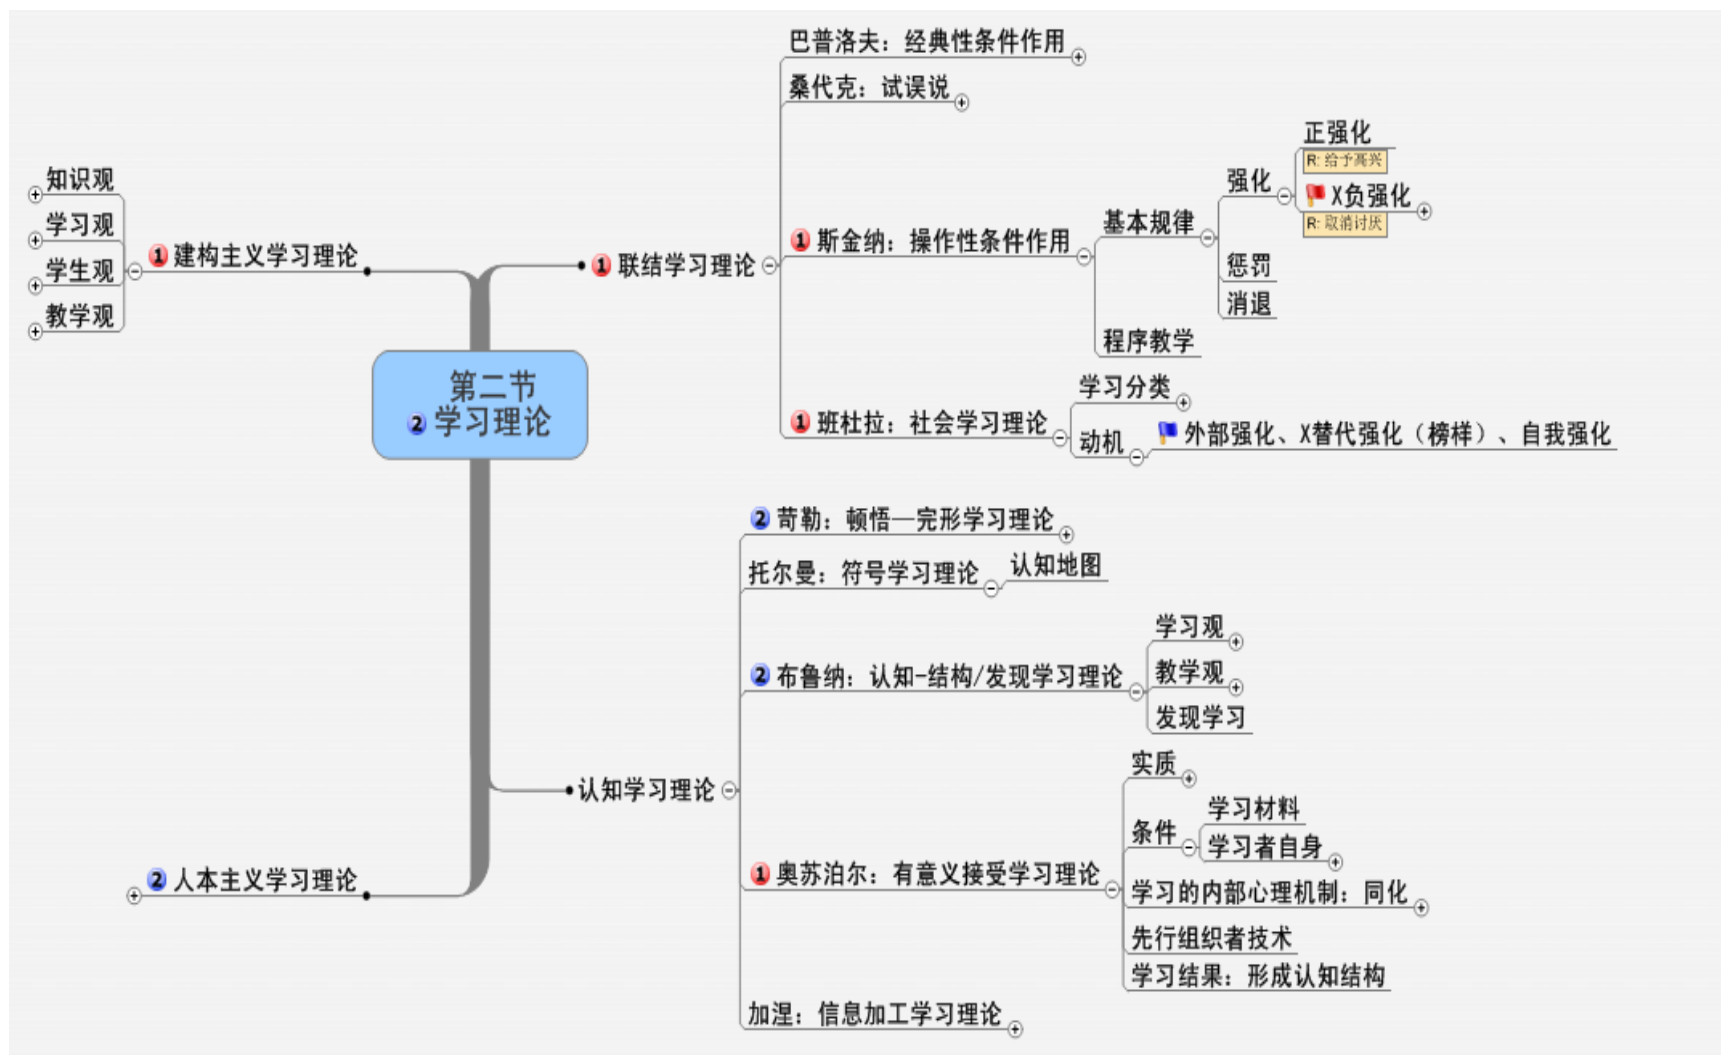 第二节
2 学习理论
1 联结学习理论
巴普洛夫：经典性条件作用
桑代克：试误说
1 斯金纳：操作性条件作用
基本规律
强化
正强化
R: 给予高兴
X负强化
R: 取消讨厌
惩罚
消退
程序教学
1 班杜拉：社会学习理论
学习分类
动机
外部强化、X替代强化（榜样）、自我强化
认知学习理论
2 苛勒：顿悟—完形学习理论
托尔曼：符号学习理论
认知地图
2 布鲁纳：认知-结构/发现学习理论
学习观
教学观
发现学习
1 奥苏泊尔：有意义接受学习理论
实质
条件
学习材料
学习者自身
学习的内部心理机制：同化
先行组织者技术
学习结果：形成认知结构
加涅：信息加工学习理论
1 建构主义学习理论
知识观
学习观
学生观
教学观
2 人本主义学习理论